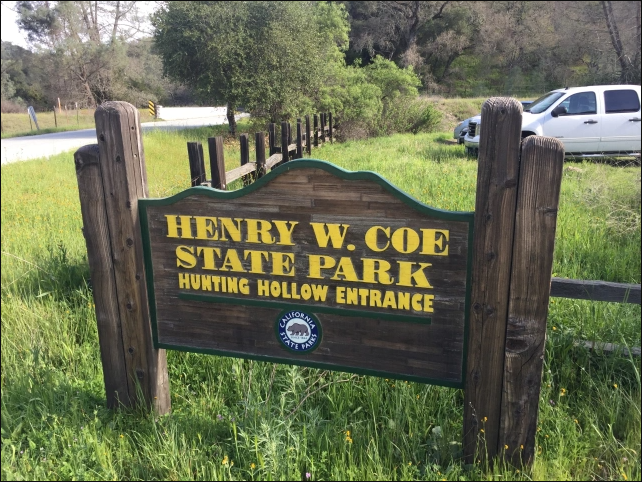 HENRY W. COE
STATE PARK
HUNTING HOLLOW ENTRANCE
CALIFORNIA
STATE PARKS